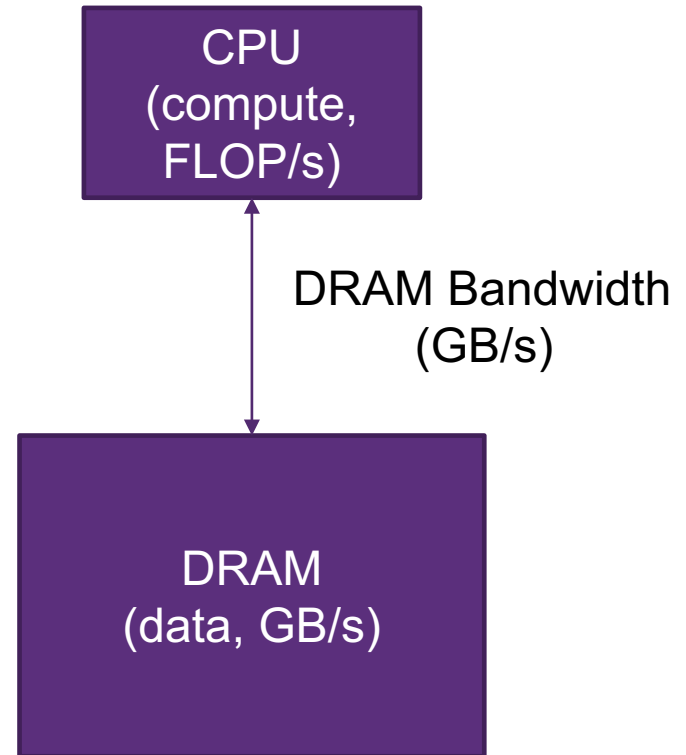 CPU
(compute,
FLOP/s)
DRAM Bandwidth
(GB/s)
DRAM
(data, GB/s)